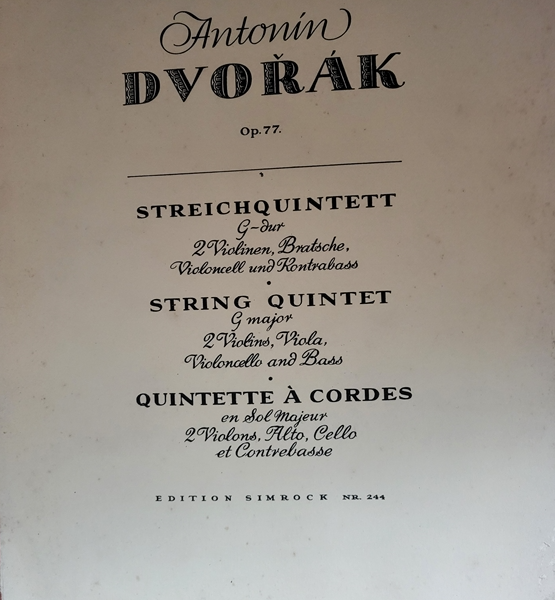 Antonín
DVOŘÁK
Op. 77.
STREICHQUINTETT
G-dur
2 Violinen, Bratsche,
Violoncell und Kontrabass
STRING QUINTET
G major
2 Violins, Viola,
Violoncello and Bass
QUINTETTE À CORDES
en Sol Majeur
2 Violons, Alto, Cello
et Contrebasse
EDITION SIMROCK NR. 244